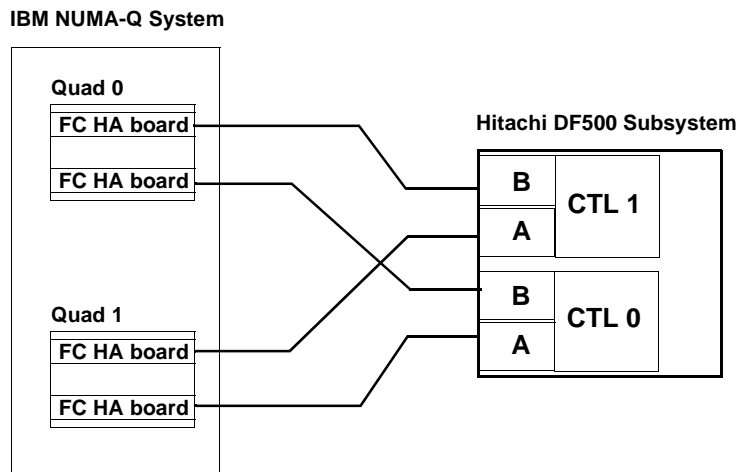 IBM NUMA-Q System
Quad 0
FC HA board
FC HA board
Quad 1
FC HA board
FC HA board
Hitachi DF500 Subsystem
B
CTL 1
A
B
CTL 0
A